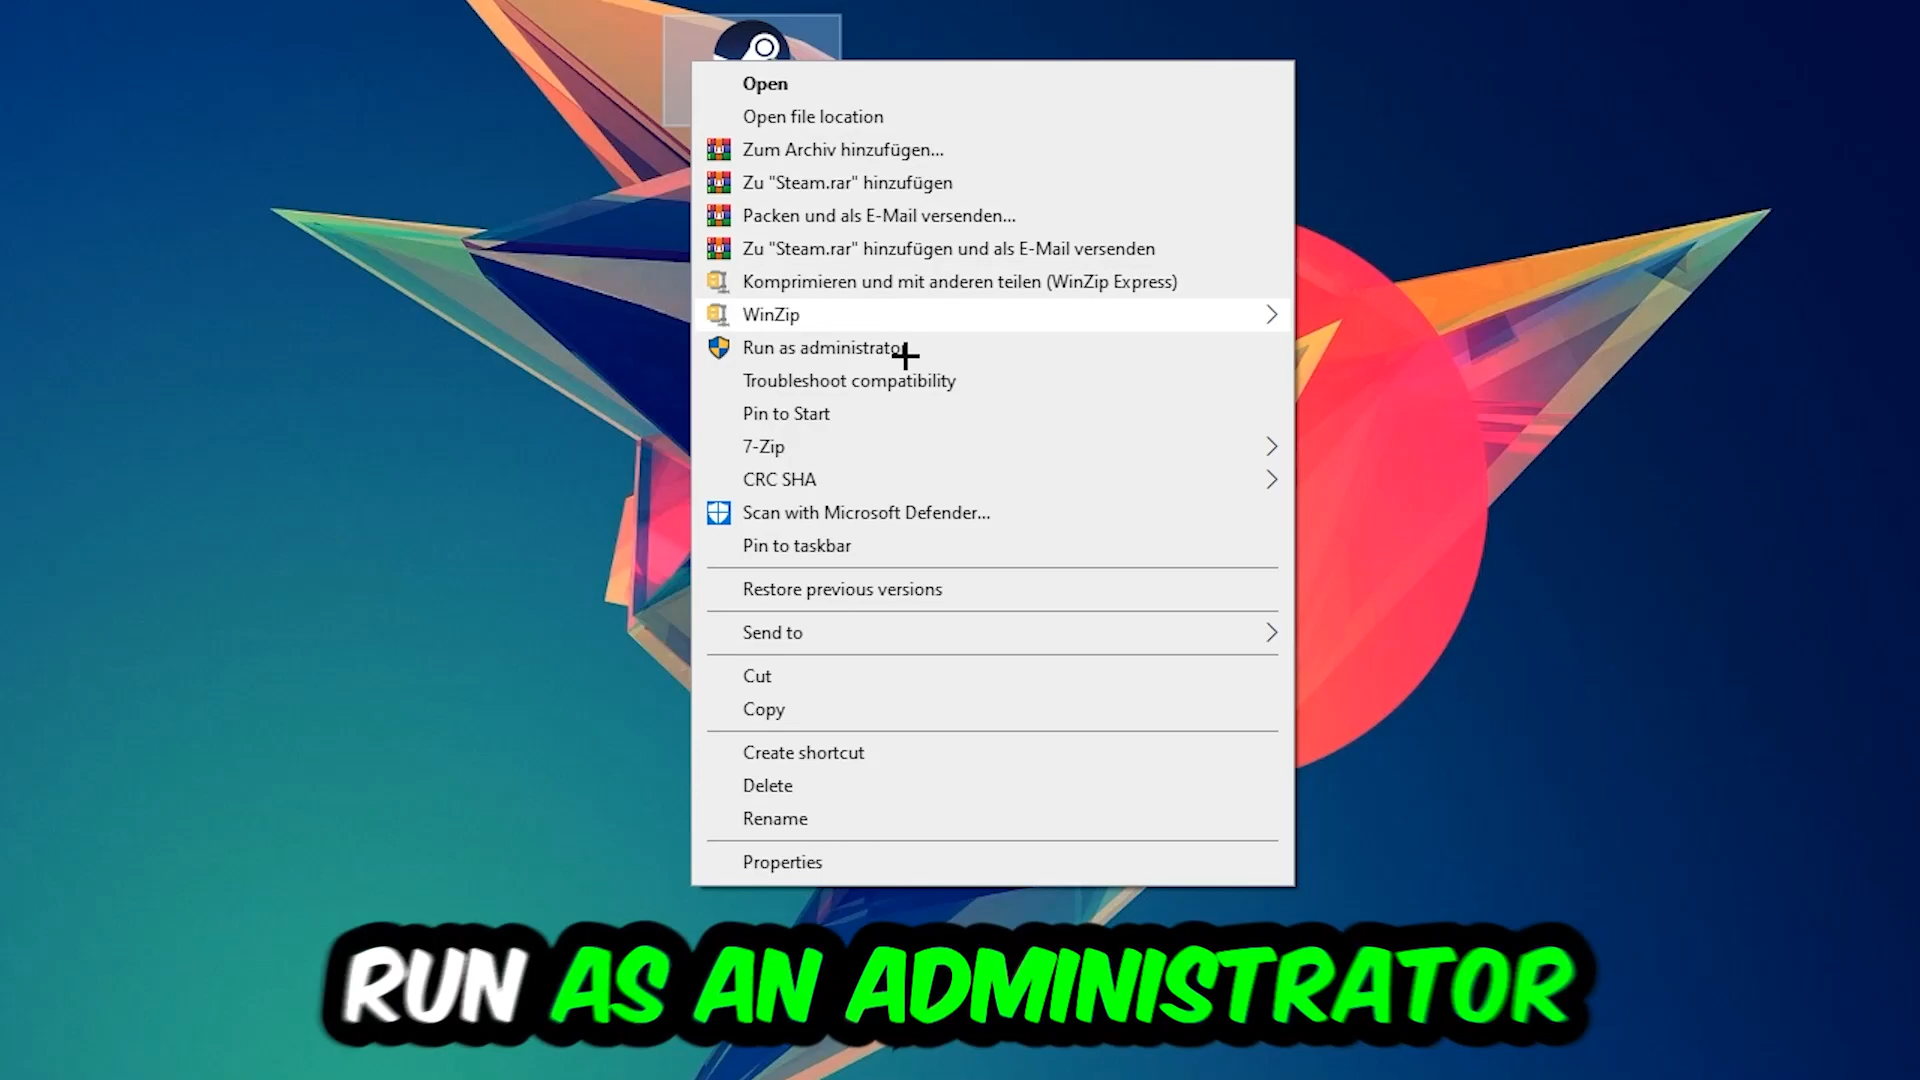 Open
Open file location
Zum Archiv hinzufügen...
Zu "Steam.rar" hinzufügen
Packen und als E-Mail versenden...
Zu "Steam.rar" hinzufügen und als E-Mail versenden
Komprimieren und mit anderen teilen (WinZip Express)
WinZip
Run as administrator
Troubleshoot compatibility
Pin to Start
7-Zip
CRC SHA
Scan with Microsoft Defender...
Pin to taskbar
Restore previous versions
Send to
Cut
Copy
Create shortcut
Delete
Rename
Properties
RUN AS AN ADMINISTRATOR